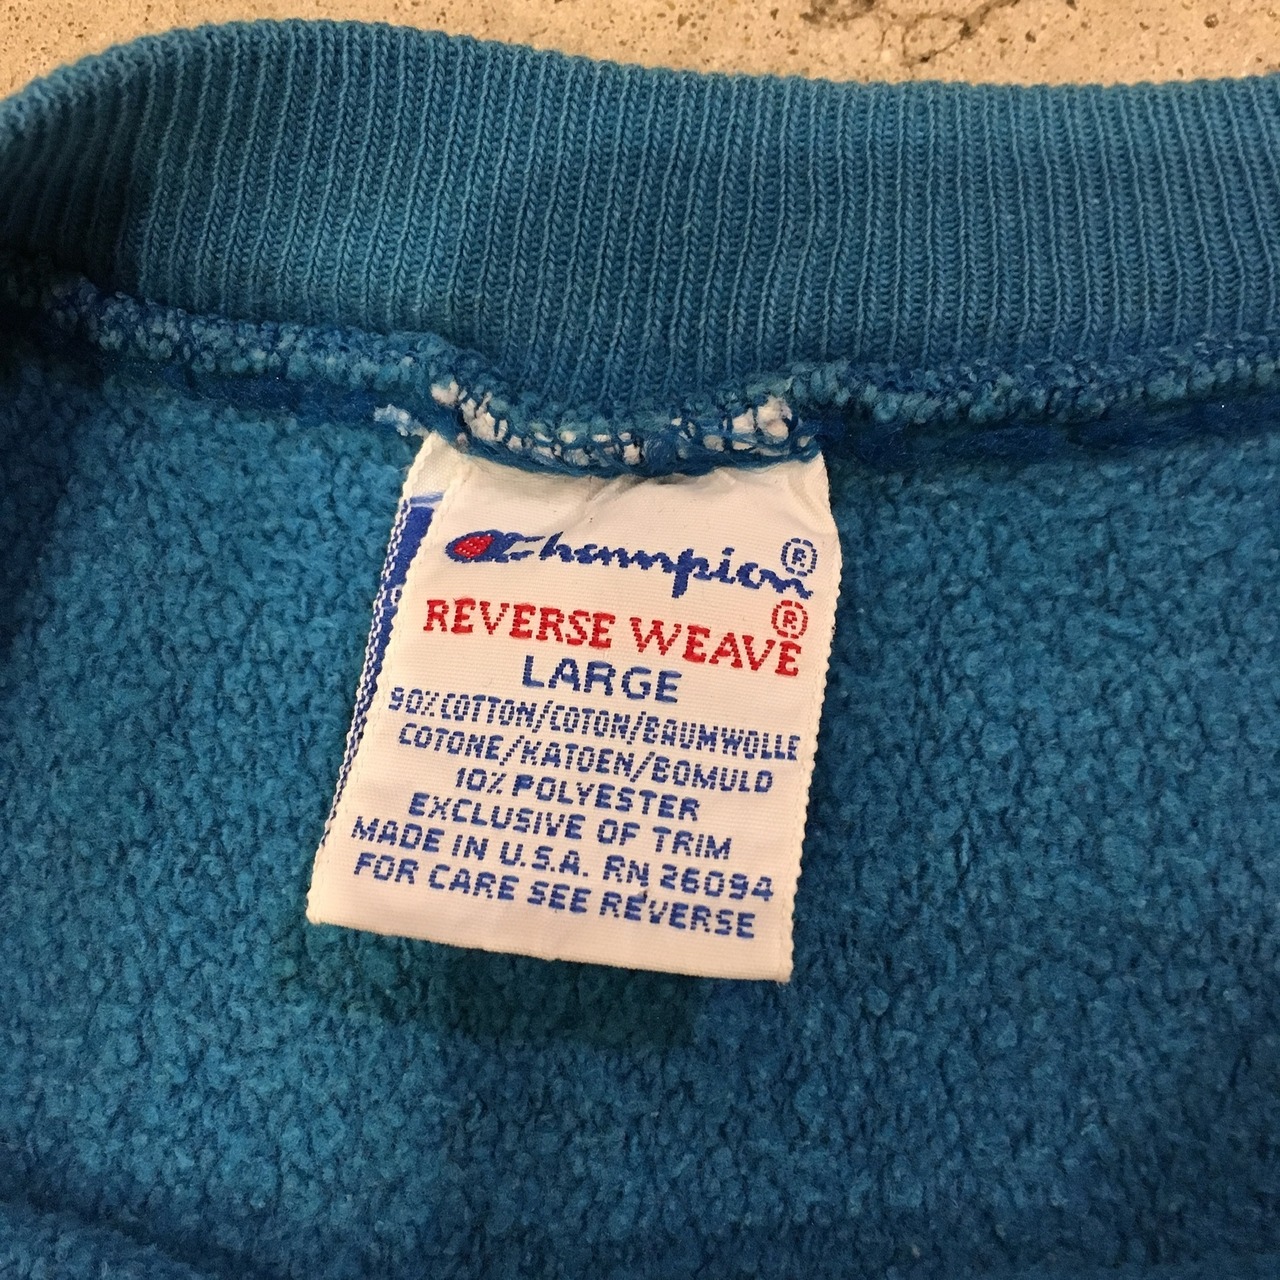 Champion®
REVERSE WEAVE®
LARGE
90% COTTON/COTON/BAUMWOLLE
COTONE/KATOEN/BOMULD
10% POLYESTER
EXCLUSIVE OF TRIM
MADE IN U.S.A. RN 26094
FOR CARE SEE REVERSE